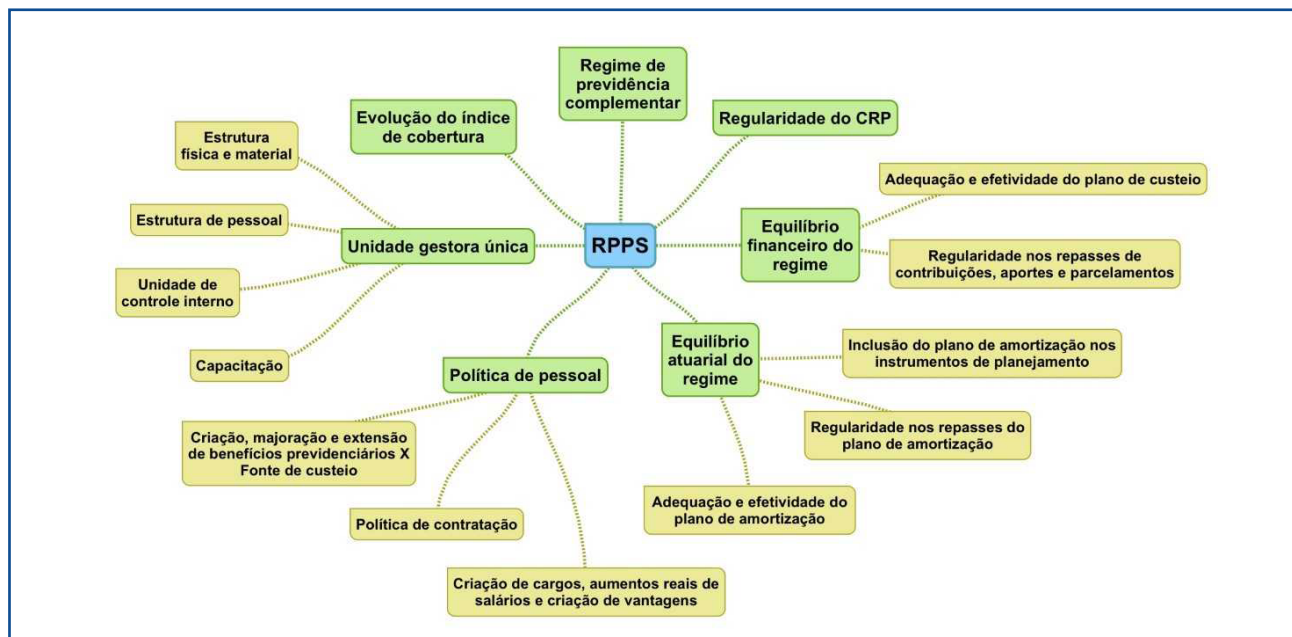 Regime de
previdência
complementar
Evolução do índice
de cobertura
Regularidade do CRP
Estrutura
física e material
Adequação e efetividade do plano de custeio
Estrutura de pessoal
Unidade gestora única
RPPS
Equilíbrio
financeiro do
regime
Regularidade nos repasses de
contribuições, aportes e parcelamentos
Unidade de
controle interno
Capacitação
Equilíbrio
atuarial do
regime
Inclusão do plano de amortização nos
instrumentos de planejamento
Política de pessoal
Regularidade nos repasses do
plano de amortização
Criação, majoração e extensão
de benefícios previdenciários X
Fonte de custeio
Adequação e efetividade do
plano de amortização
Política de contratação
Criação de cargos, aumentos reais de
salários e criação de vantagens